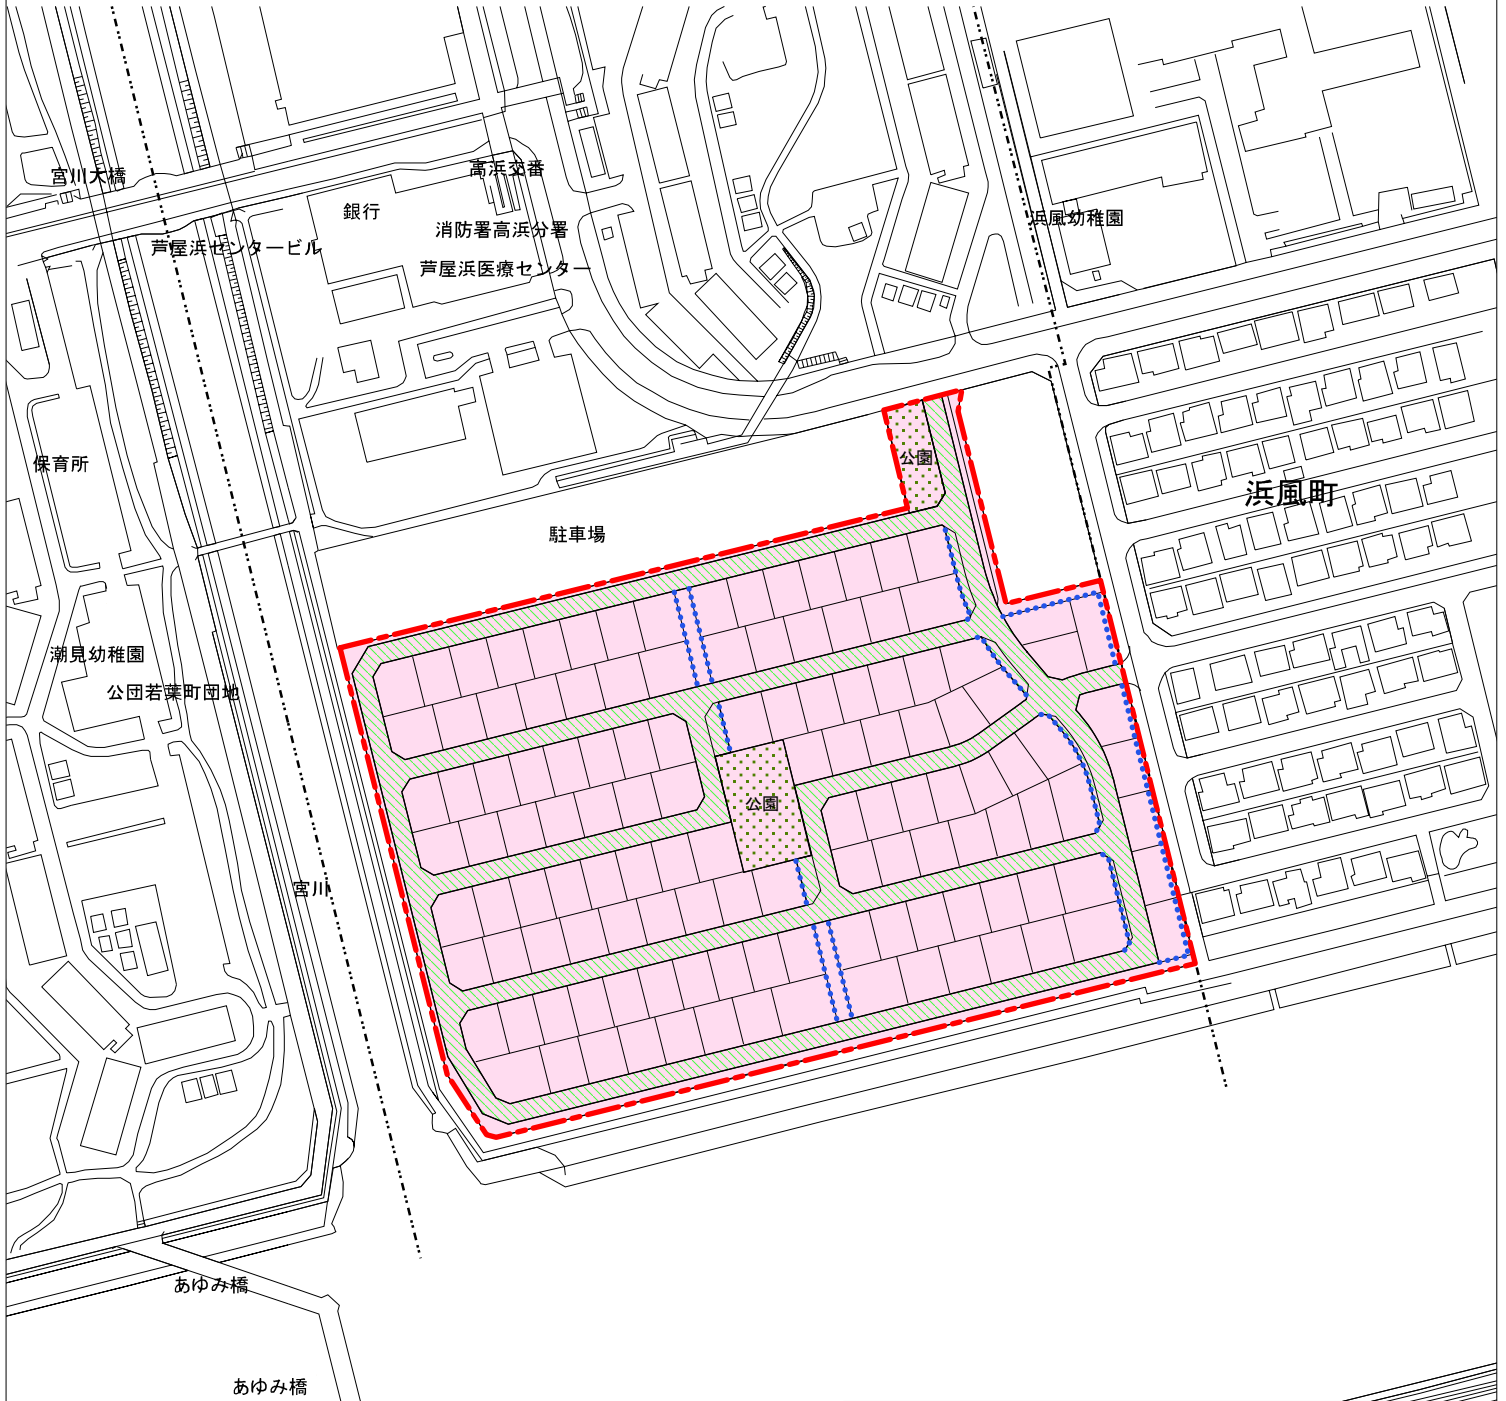 宮川大橋
高浜交番
銀行
浜風幼稚園
消防署高浜分署
芦屋浜センタービル
芦屋浜医療センター
公園
保育所
浜風町
駐車場
潮見幼稚園
公団若葉町団地
公園
宮川
あゆみ橋
あゆみ橋